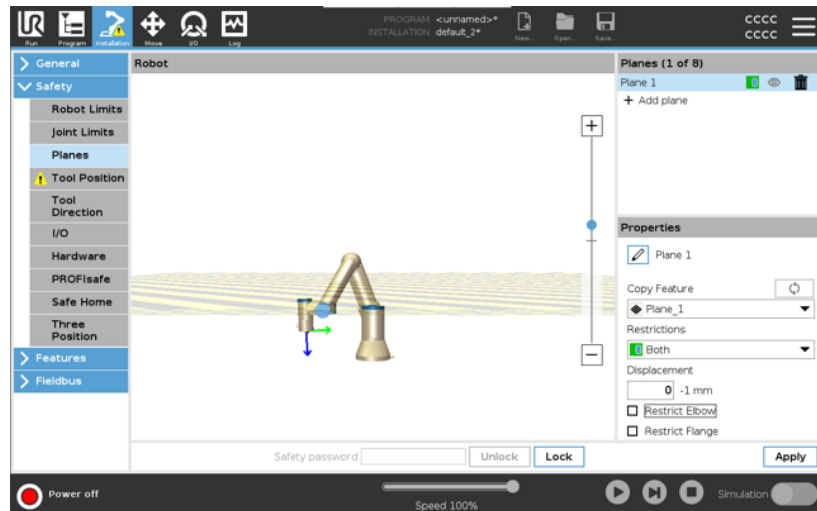 UR
Run
Program
Installation
Move
I/O
Log
PROGRAM <unnamed>*
INSTALLATION default_2*
New...
Open...
Save...
CCCC
CCCC
General
Safety
Robot Limits
Joint Limits
Planes
Tool Position
Tool
Direction
I/O
Hardware
PROFIsafe
Safe Home
Three
Position
Features
Fieldbus
Robot
+
−
Planes (1 of 8)
Plane 1
+ Add plane
Properties
Plane 1
Copy Feature
Plane_1
Restrictions
Both
Displacement
0 -1 mm
Restrict Elbow
Restrict Flange
Safety password
Unlock
Lock
Apply
Power off
Speed 100%
Simulation